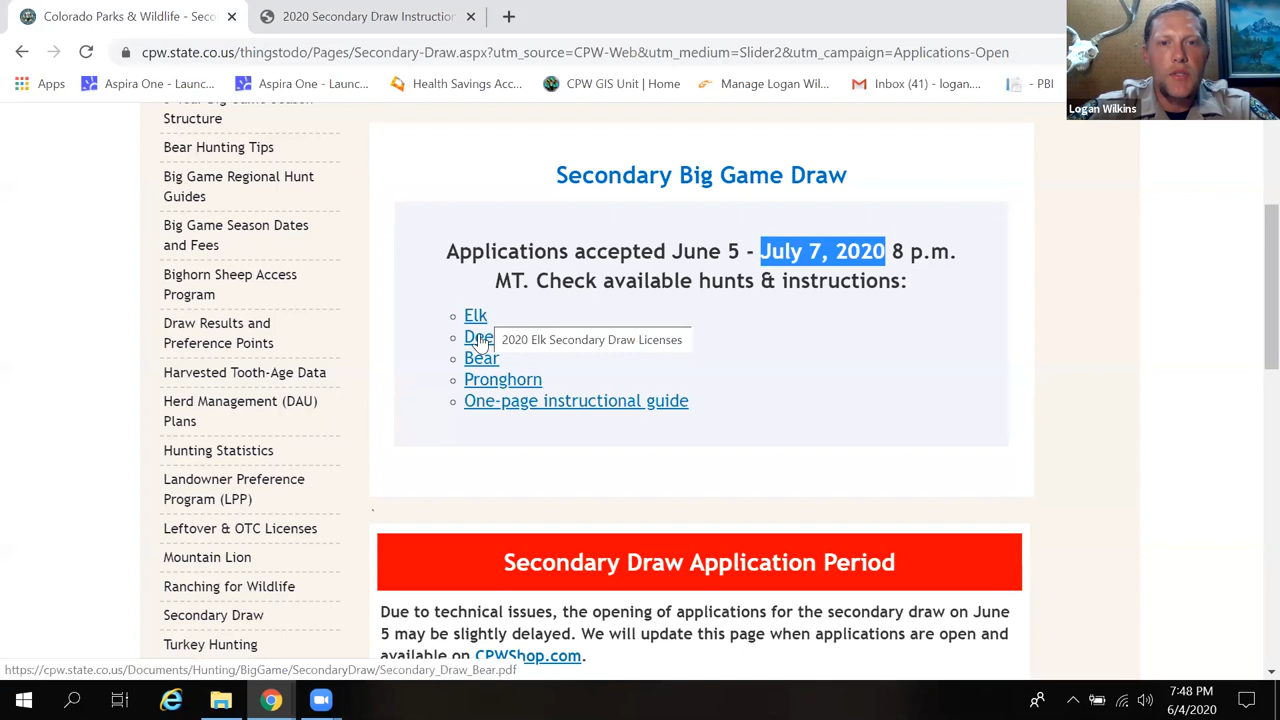 Colorado Parks & Wildlife - Seco
2020 Secondary Draw Instruction
cpw.state.co.us/thingstodo/Pages/Secondary-Draw.aspx?utm_source=CPW-Web&utm_medium=Slider2&utm_campaign=Applications-Open
Apps
Aspira One - Launc...
Aspira One - Launc...
Health Savings Acc...
CPW GIS Unit | Home
Manage Logan Wil...
Inbox (41) - logan....
- PBI
Logan Wilkins
Structure
Bear Hunting Tips
Big Game Regional Hunt
Guides
Big Game Season Dates
and Fees
Bighorn Sheep Access
Program
Draw Results and
Preference Points
Harvested Tooth-Age Data
Herd Management (DAU)
Plans
Hunting Statistics
Landowner Preference
Program (LPP)
Leftover & OTC Licenses
Mountain Lion
Ranching for Wildlife
Secondary Draw
Turkey Hunting
Secondary Big Game Draw
Applications accepted June 5 - July 7, 2020 8 p.m.
MT. Check available hunts & instructions:
Elk
2020 Elk Secondary Draw Licenses
Bear
Pronghorn
One-page instructional guide
Secondary Draw Application Period
Due to technical issues, the opening of applications for the secondary draw on June
5 may be slightly delayed. We will update this page when applications are open and
available on CPWShop.com.
https://cpw.state.co.us/Documents/Hunting/BigGame/SecondaryDraw/Secondary_Draw_Bear.pdf
7:48 PM
6/4/2020